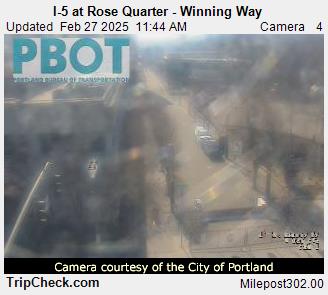 I-5 at Rose Quarter - Winning Way
Updated Feb 27 2025 11:44 AM Camera 4
PBOT
PORTLAND BUREAU OF TRANSPORTATION
Camera courtesy of the City of Portland
TripCheck.com Milepost302.00